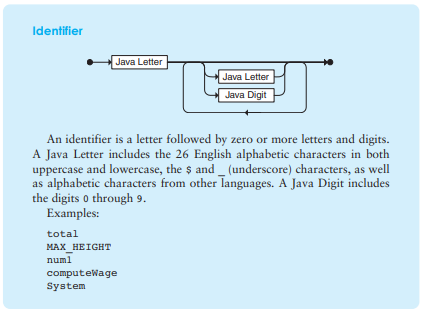 Identifier
Java Letter
Java Letter
Java Digit
An identifier is a letter followed by zero or more letters and digits.
A Java Letter includes the 26 English alphabetic characters in both
uppercase and lowercase, the $ and _ (underscore) characters, as well
as alphabetic characters from other languages. A Java Digit includes
the digits 0 through 9.
Examples:
total
MAX_HEIGHT
num1
computeWage
System